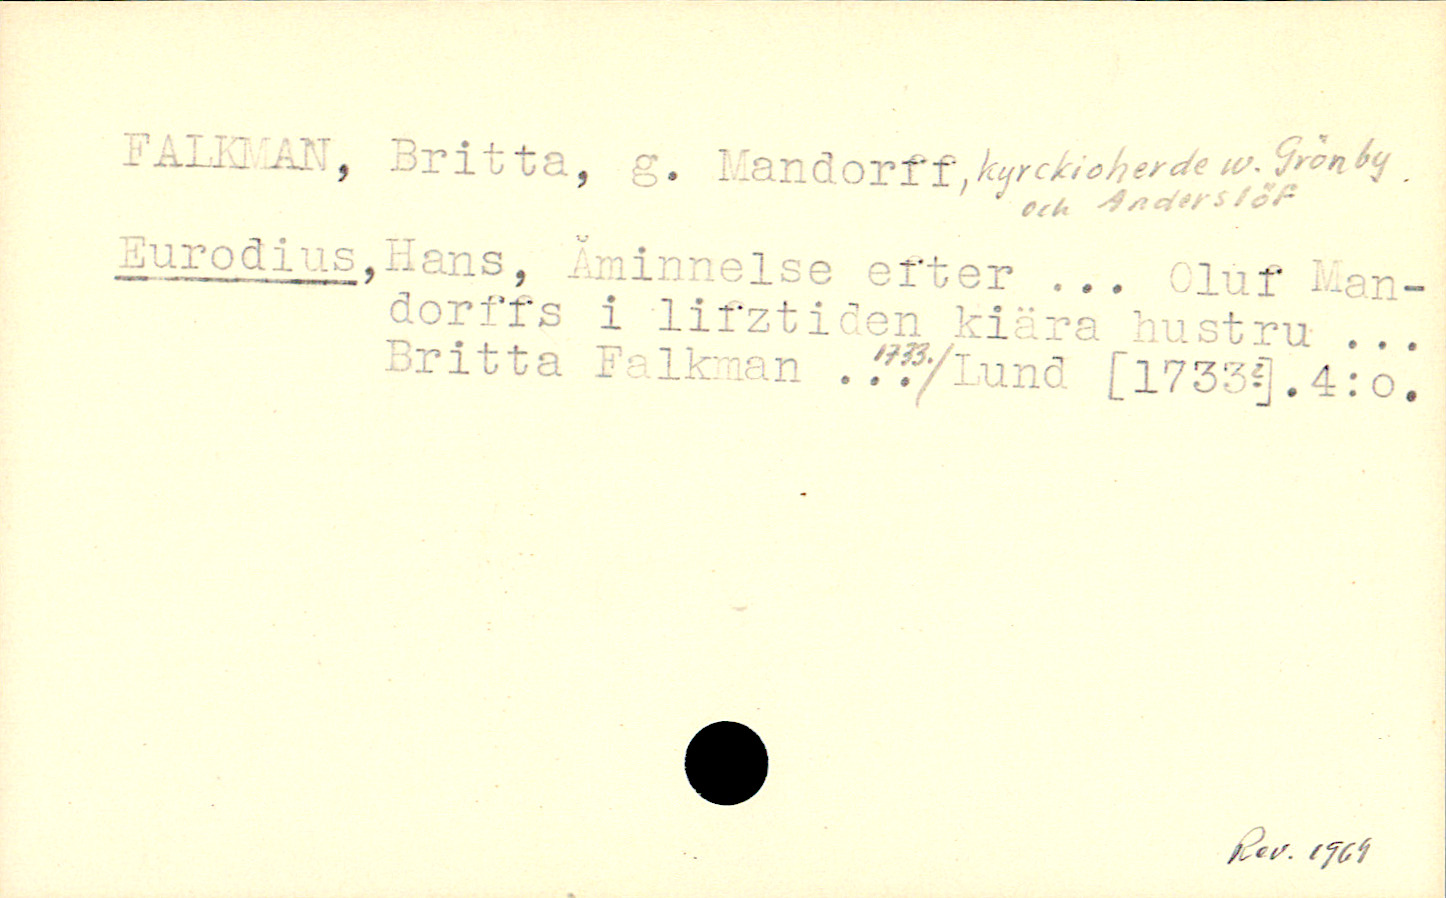 FALKMAN, Britta, g. Mandorff, kyrckioherde w. Grönby
och Anderslöf
Eurodius, Hans, Åminnelse efter ... Oluf Man-
dorffs i lifztiden kiära hustru ...
Britta Falkman ... 1733./ Lund [1733].4:o.
Rev. 1969